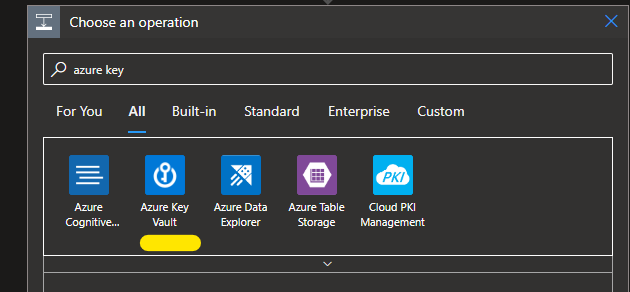 Choose an operation
azure key
For You All Built-in Standard Enterprise Custom
Azure Cognitive...
Azure Key Vault
Azure Data Explorer
Azure Table Storage
PKI
Cloud PKI Management